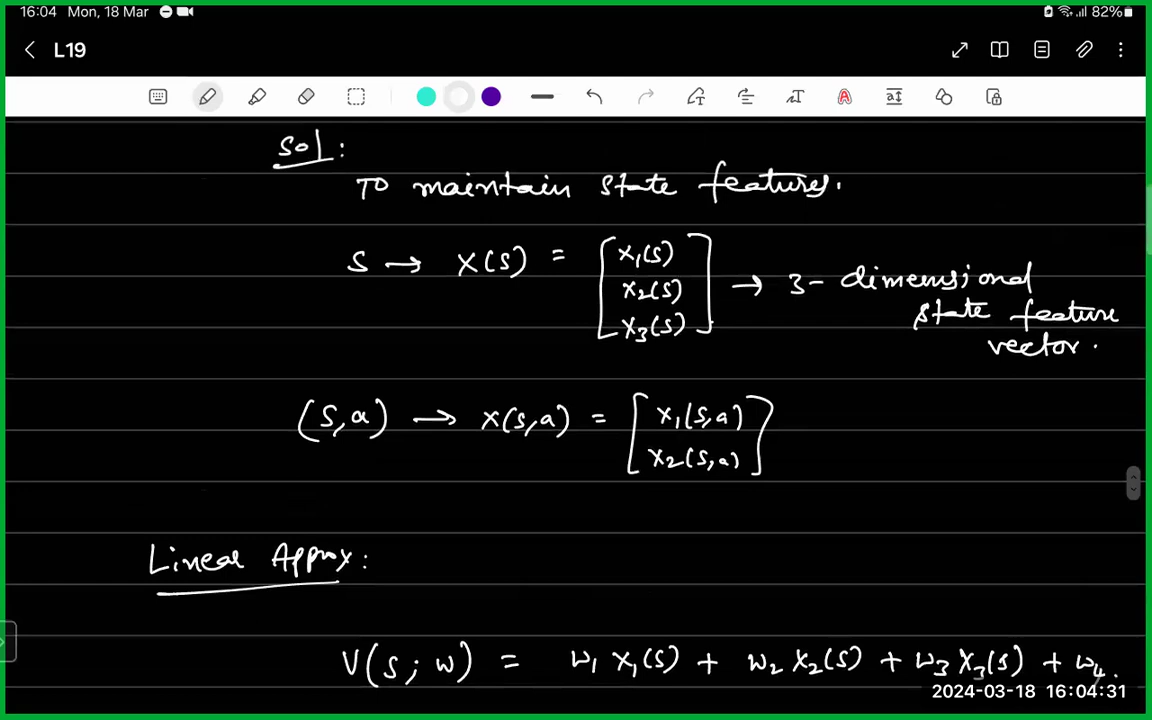 16:04 Mon, 18 Mar 82%
L19
Sol:
To maintain state features.
S → X(S) = [x₁(S) x₂(S) x₃(S)] → 3-dimensional state feature vector.
(S,a) → X(S,a) = [x₁(S,a) x₂(S,a)]
Linear Approx:
V(S; w) = w₁ x₁(S) + w₂ x₂(S) + w₃ x₃(S) + w₄.
2024-03-18 16:04:31